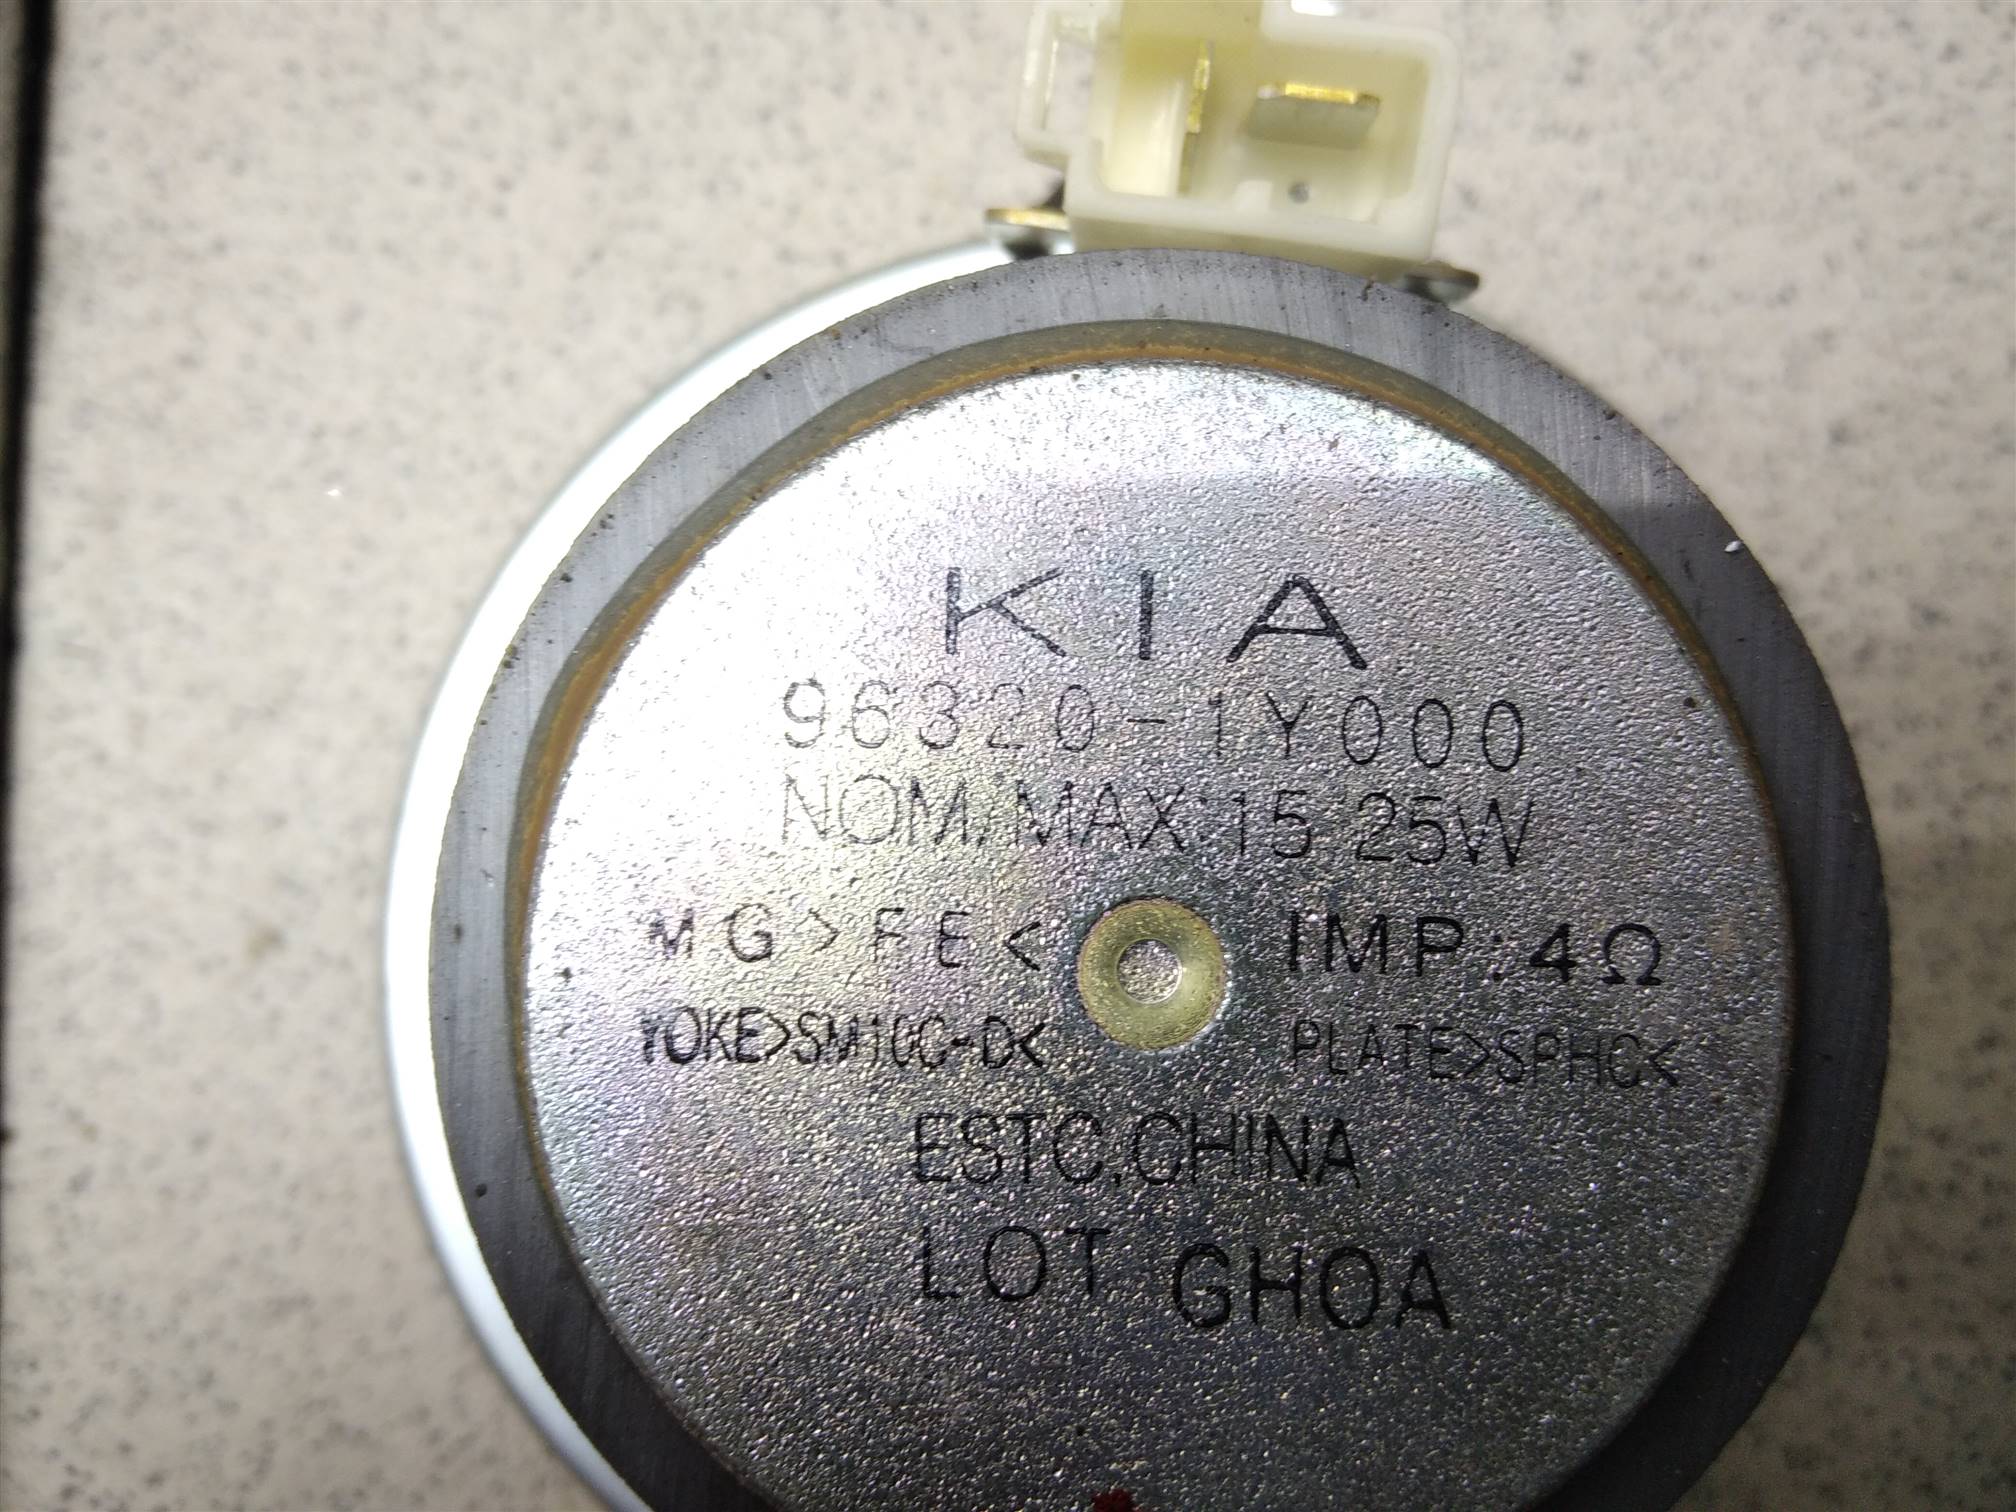 KIA
96320-1Y000
NOM/MAX:15/25W
MG>FE< IMP:4Ω
YOKE>SM10C-D< PLATE>SPHC<
ESTC.CHINA
LOT GHOA